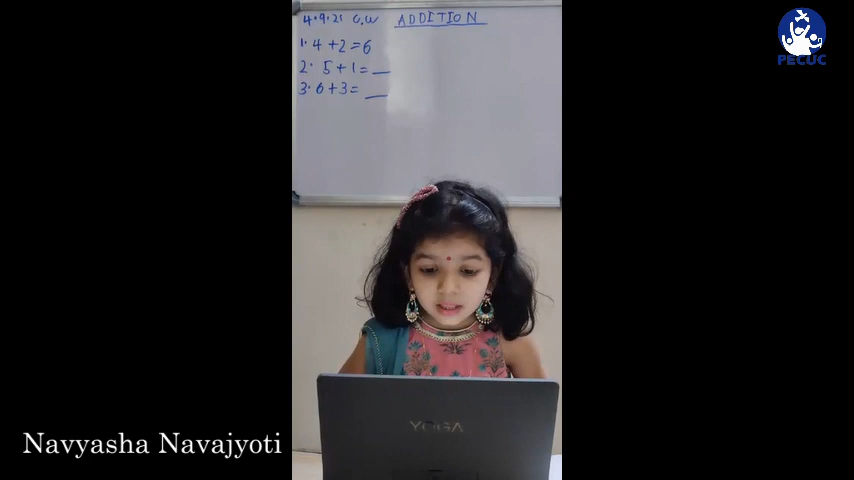 4.9.21 C.W ADDITION
1. 4 + 2 = 6
2. 5 + 1 = __
3. 6 + 3 = __
PECUC
YOGA
Navyasha Navajyoti